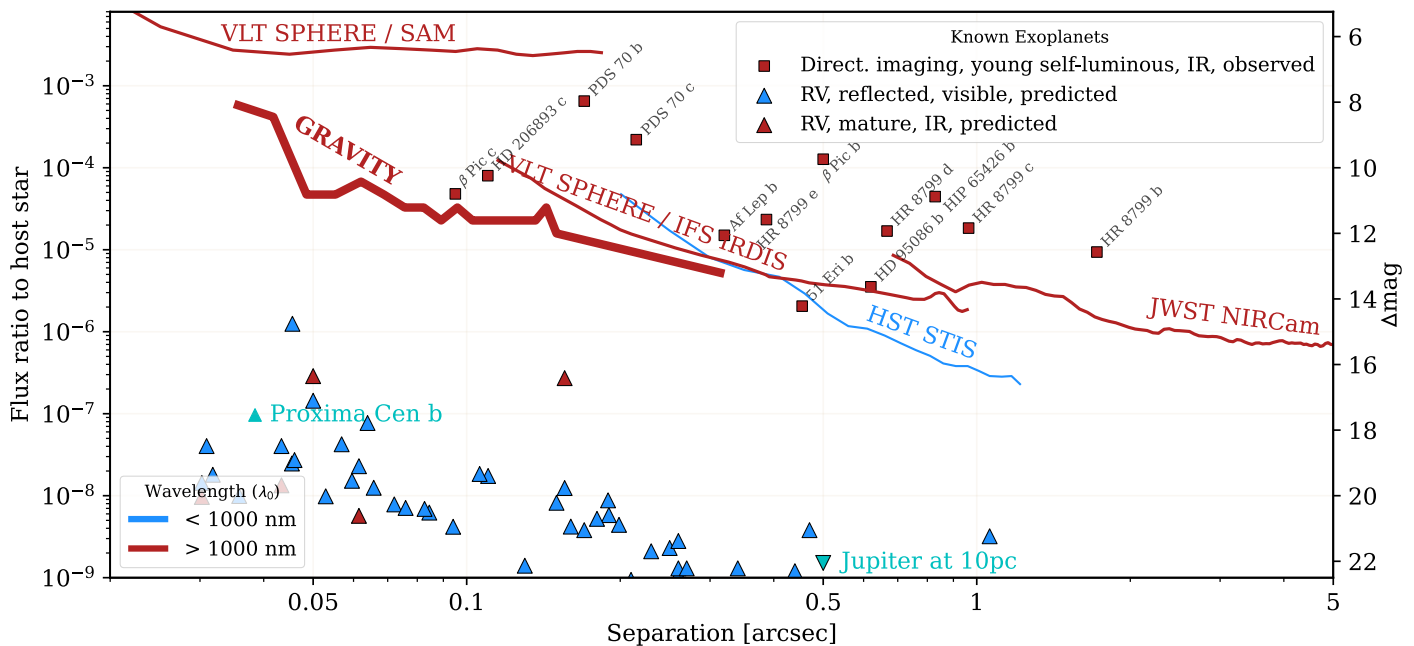 VLT SPHERE / SAM
GRAVITY
VLT SPHERE / IFS IRDIS
HST STIS
JWST NIRCam
Known Exoplanets
Direct. imaging, young self-luminous, IR, observed
RV, reflected, visible, predicted
RV, mature, IR, predicted
PDS 70 b
PDS 70 c
HD 206893 c
β Pic c
β Pic b
Af Lep b
HR 8799 e
51 Eri b
HD 95086 b
HR 8799 d
HIP 65426 b
HR 8799 c
HR 8799 b
Proxima Cen b
Jupiter at 10pc
Wavelength (λ₀)
< 1000 nm
> 1000 nm
Flux ratio to host star
10⁻³
10⁻⁴
10⁻⁵
10⁻⁶
10⁻⁷
10⁻⁸
10⁻⁹
6
8
10
12
14
16
18
20
22
Δmag
0.05
0.1
0.5
1
5
Separation [arcsec]